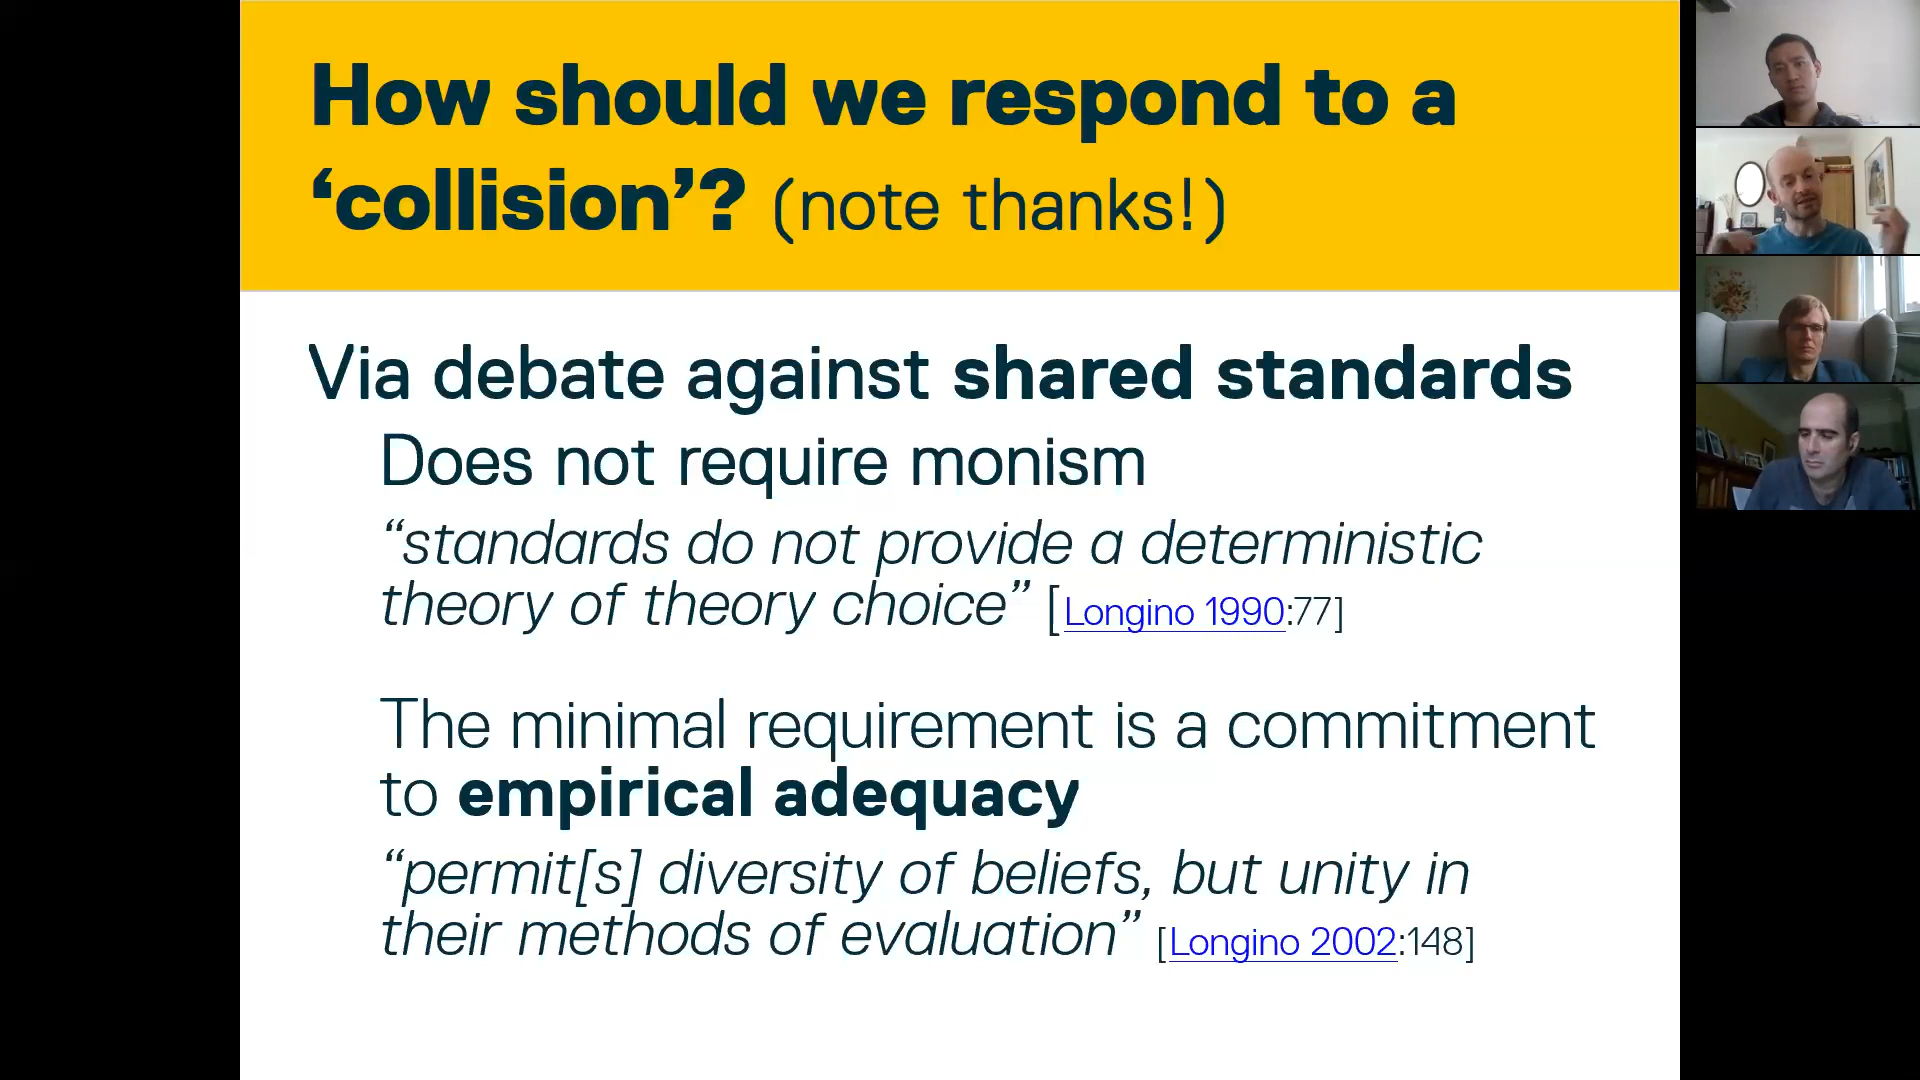 How should we respond to a
‘collision’? (note thanks!)
Via debate against shared standards
Does not require monism
“standards do not provide a deterministic
theory of theory choice” [Longino 1990:77]
The minimal requirement is a commitment
to empirical adequacy
“permit[s] diversity of beliefs, but unity in
their methods of evaluation” [Longino 2002:148]